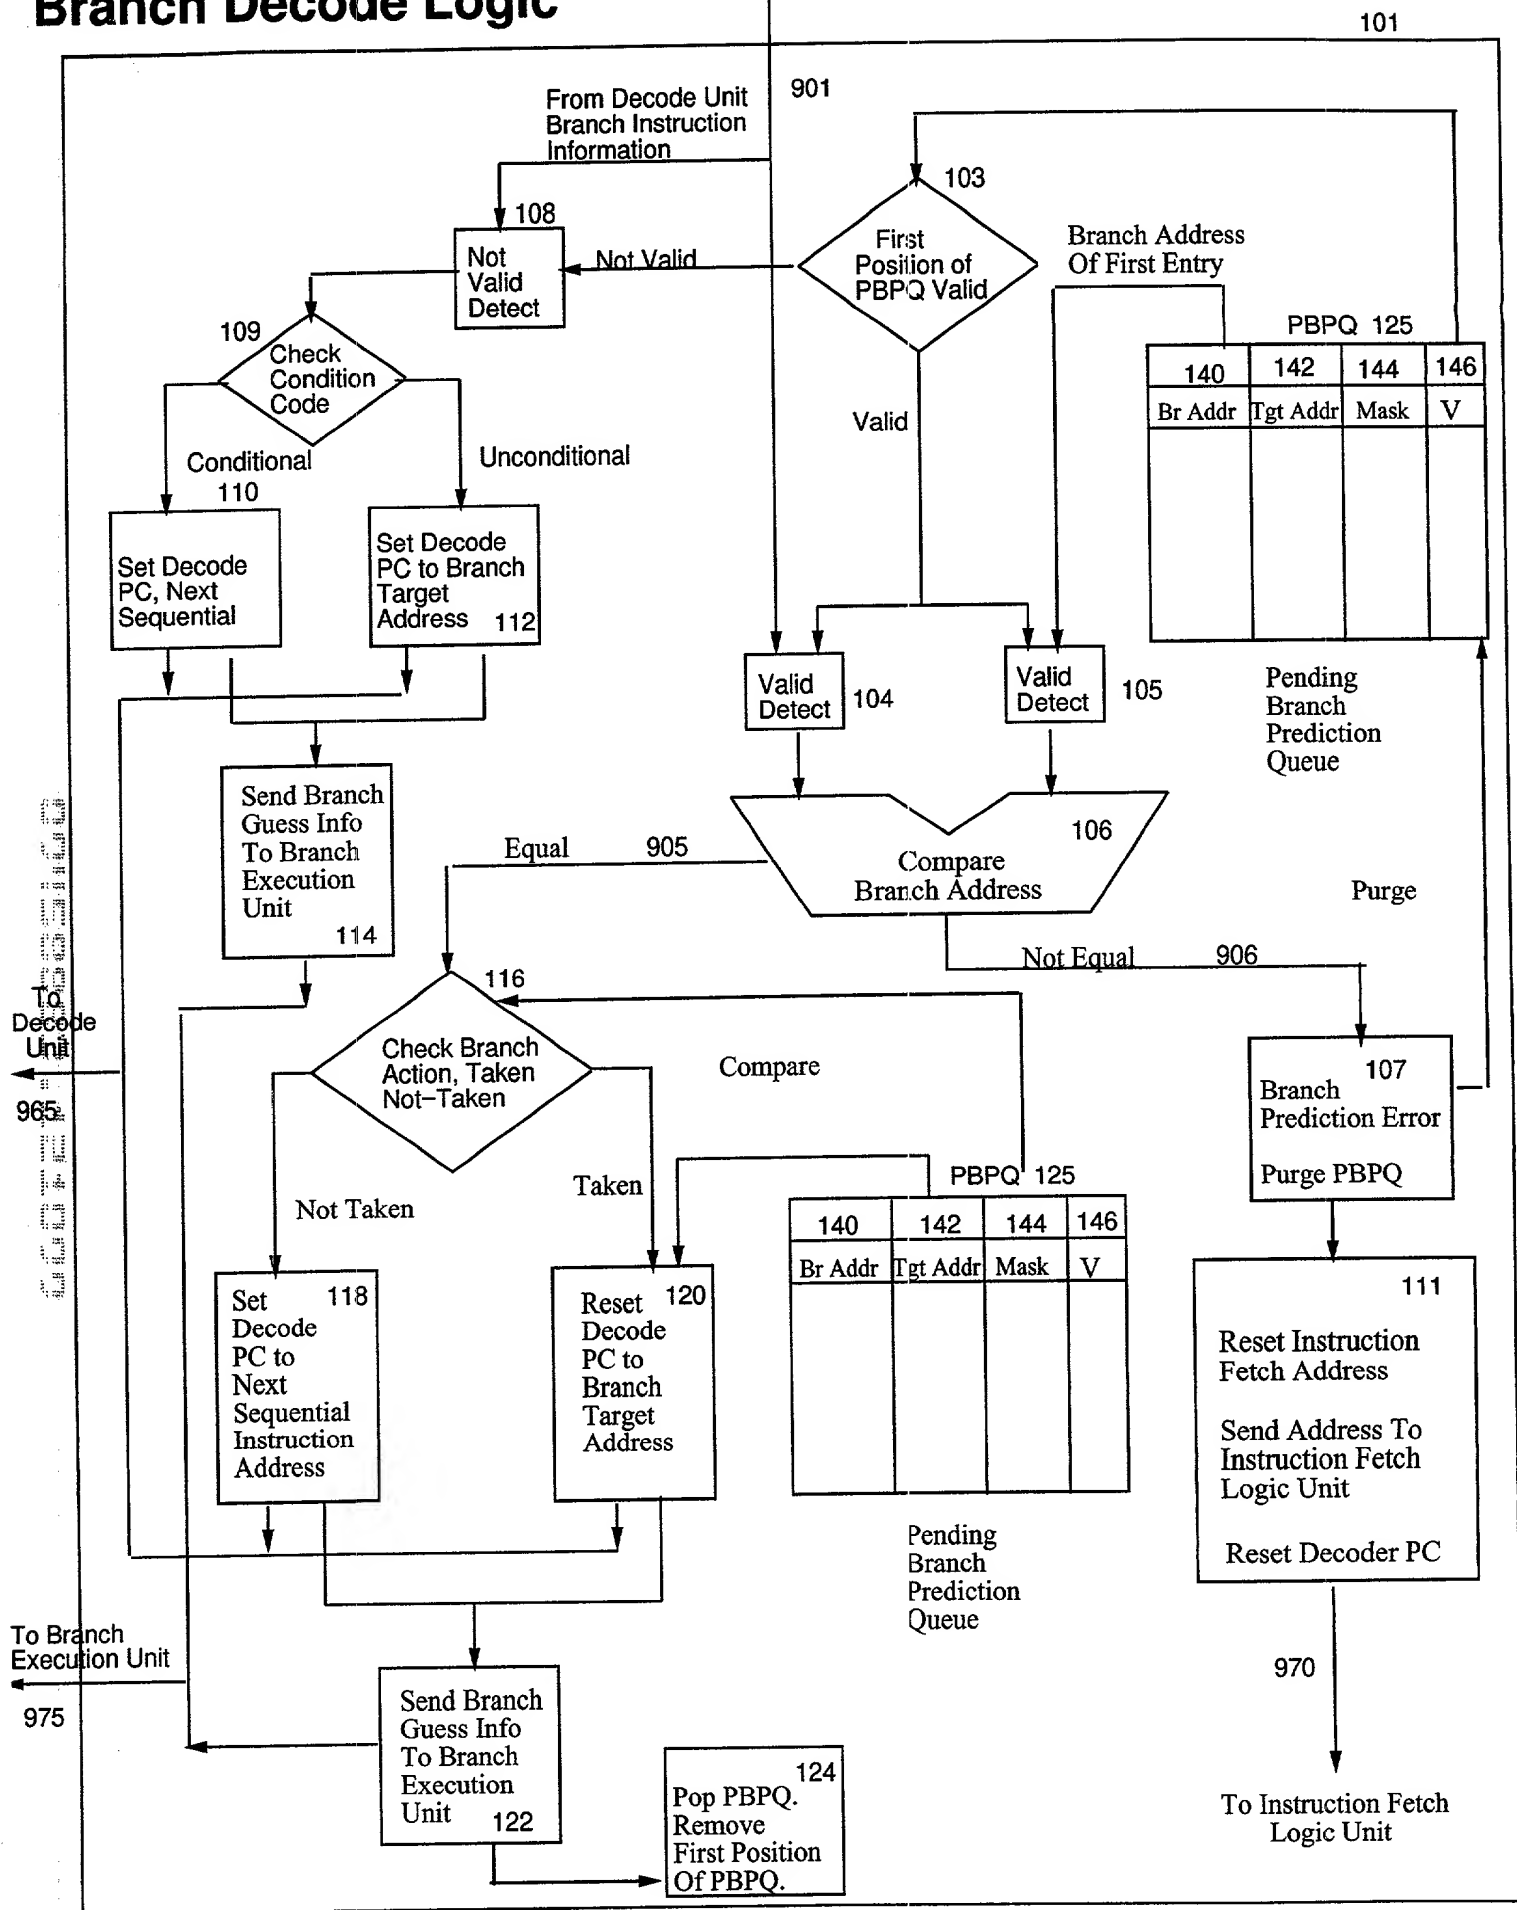 Branch Decode Logic
101
901
From Decode Unit
Branch Instruction
Information
103
108
First
Position of
PBPQ Valid
Branch Address
Of First Entry
Not
Valid
Detect
Not Valid
109
Check
Condition
Code
PBPQ 125
140 142 144 146
Br Addr Tgt Addr Mask V
Valid
Conditional
Unconditional
110
Set Decode
PC, Next
Sequential
Set Decode
PC to Branch
Target
Address 112
Valid
Detect
104
Valid
Detect
105
Pending
Branch
Prediction
Queue
Send Branch
Guess Info
To Branch
Execution
Unit
114
Equal 905
106
Compare
Branch Address
Purge
Not Equal 906
To
Decode
Unit
965
116
Check Branch
Action, Taken
Not-Taken
Compare
107
Branch
Prediction Error
Purge PBPQ
Not Taken
Taken
PBPQ 125
140 142 144 146
Br Addr Tgt Addr Mask V
118
Set
Decode
PC to
Next
Sequential
Instruction
Address
120
Reset
Decode
PC to
Branch
Target
Address
111
Reset Instruction
Fetch Address
Send Address To
Instruction Fetch
Logic Unit
Reset Decoder PC
Pending
Branch
Prediction
Queue
To Branch
Execution Unit
975
970
Send Branch
Guess Info
To Branch
Execution
Unit
122
124
Pop PBPQ.
Remove
First Position
Of PBPQ.
To Instruction Fetch
Logic Unit